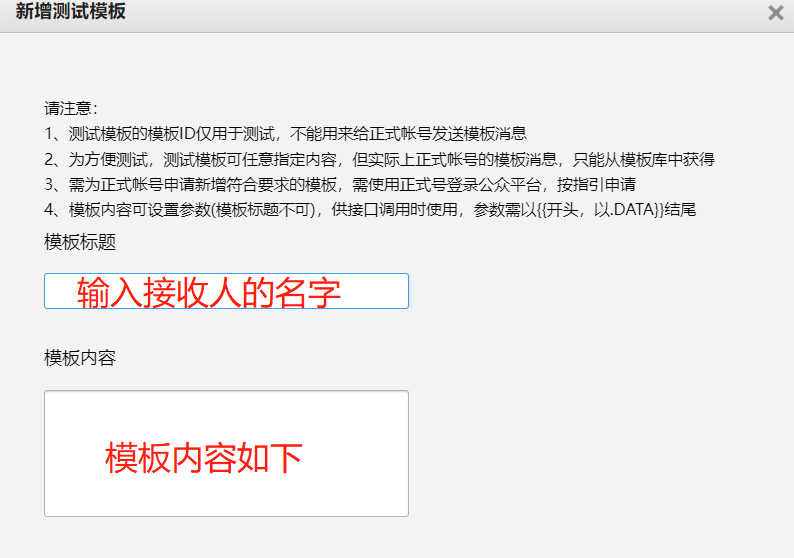 新增测试模板
请注意：
1、测试模板的模板ID仅用于测试，不能用来给正式帐号发送模板消息
2、为方便测试，测试模板可任意指定内容，但实际上正式帐号的模板消息，只能从模板库中获得
3、需为正式帐号申请新增符合要求的模板，需使用正式号登录公众平台，按指引申请
4、模板内容可设置参数(模板标题不可)，供接口调用时使用，参数需以{{开头，以.DATA}}结尾
模板标题
输入接收人的名字
模板内容
模板内容如下